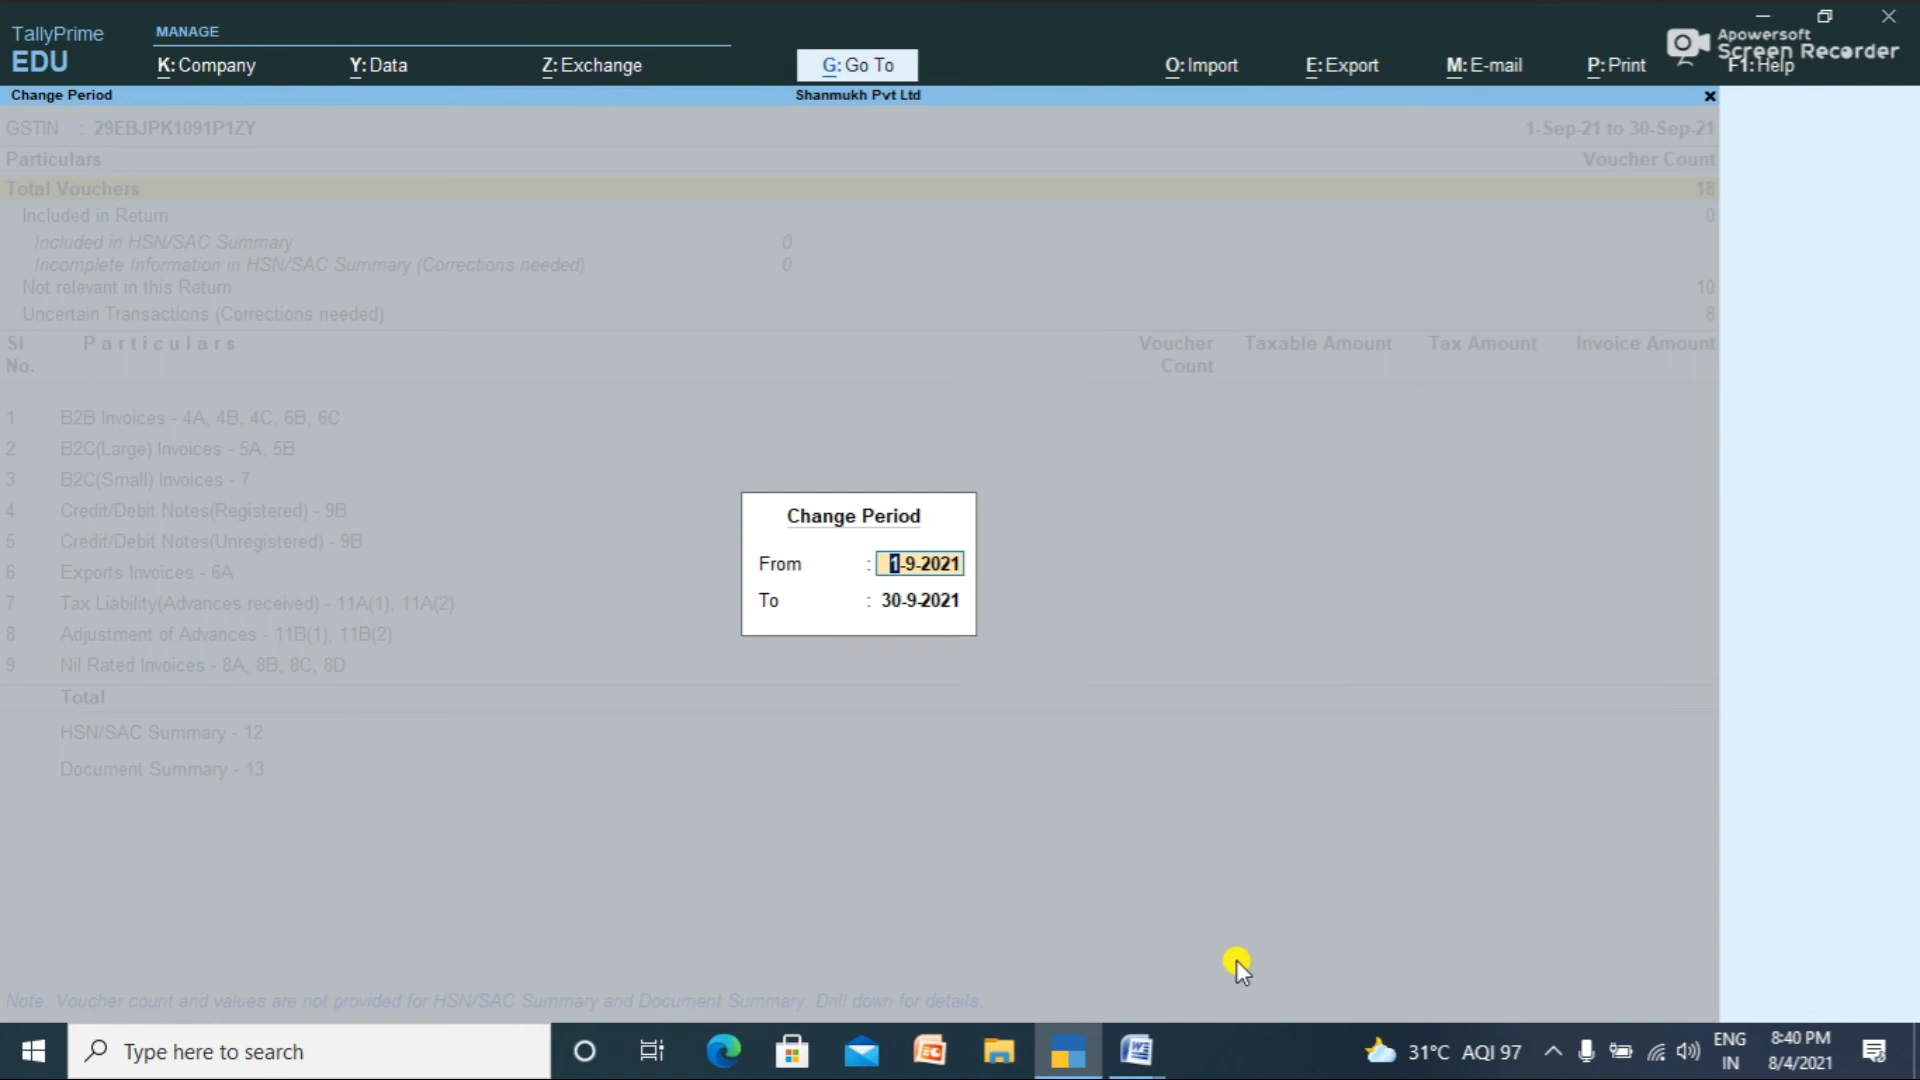 TallyPrime
EDU
MANAGE
K: Company
Y: Data
Z: Exchange
G: Go To
O: Import
E: Export
M: E-mail
P: Print
F1: Help
Apowersoft
Screen Recorder
Change Period
Shanmukh Pvt Ltd
GSTIN : 29EBJPK1091P1ZY
1-Sep-21 to 30-Sep-21
Particulars Voucher Count
Total Vouchers 18
Included in Return 0
Included in HSN/SAC Summary 0
Incomplete Information in HSN/SAC Summary (Corrections needed) 0
Not relevant in this Return 10
Uncertain Transactions (Corrections needed) 8
Sl Particulars Voucher Taxable Amount Tax Amount Invoice Amount
No. Count
1 B2B Invoices - 4A, 4B, 4C, 6B, 6C
2 B2C(Large) Invoices - 5A, 5B
3 B2C(Small) Invoices - 7
4 Credit/Debit Notes(Registered) - 9B
5 Credit/Debit Notes(Unregistered) - 9B
6 Exports Invoices - 6A
7 Tax Liability(Advances received) - 11A(1), 11A(2)
8 Adjustment of Advances - 11B(1), 11B(2)
9 Nil Rated Invoices - 8A, 8B, 8C, 8D
Total
HSN/SAC Summary - 12
Document Summary - 13
Change Period
From : 1-9-2021
To : 30-9-2021
Note: Voucher count and values are not provided for HSN/SAC Summary and Document Summary. Drill down for details.
Type here to search
31°C AQI 97
ENG
IN
8:40 PM
8/4/2021